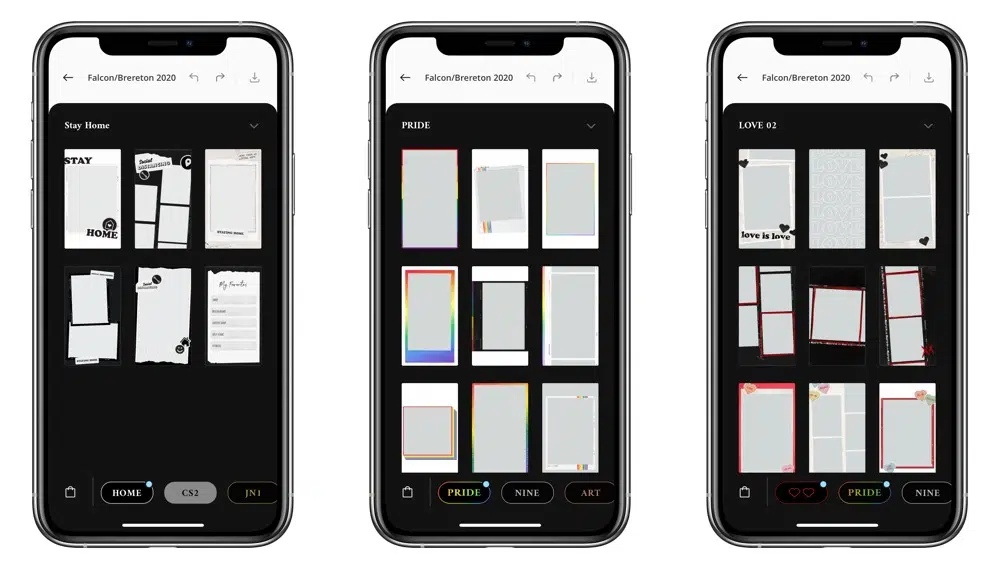 Falcon/Brereton 2020
Stay Home
STAY
HOME
Social
DISTANCING
STAYING HOME
My Favorites
HOME
CS2
JN1
Falcon/Brereton 2020
PRIDE
PRIDE
NINE
ART
Falcon/Brereton 2020
LOVE 02
love is love
LOVE
LOVE
LOVE
LOVE
LOVE
LOVE
PRIDE
NINE